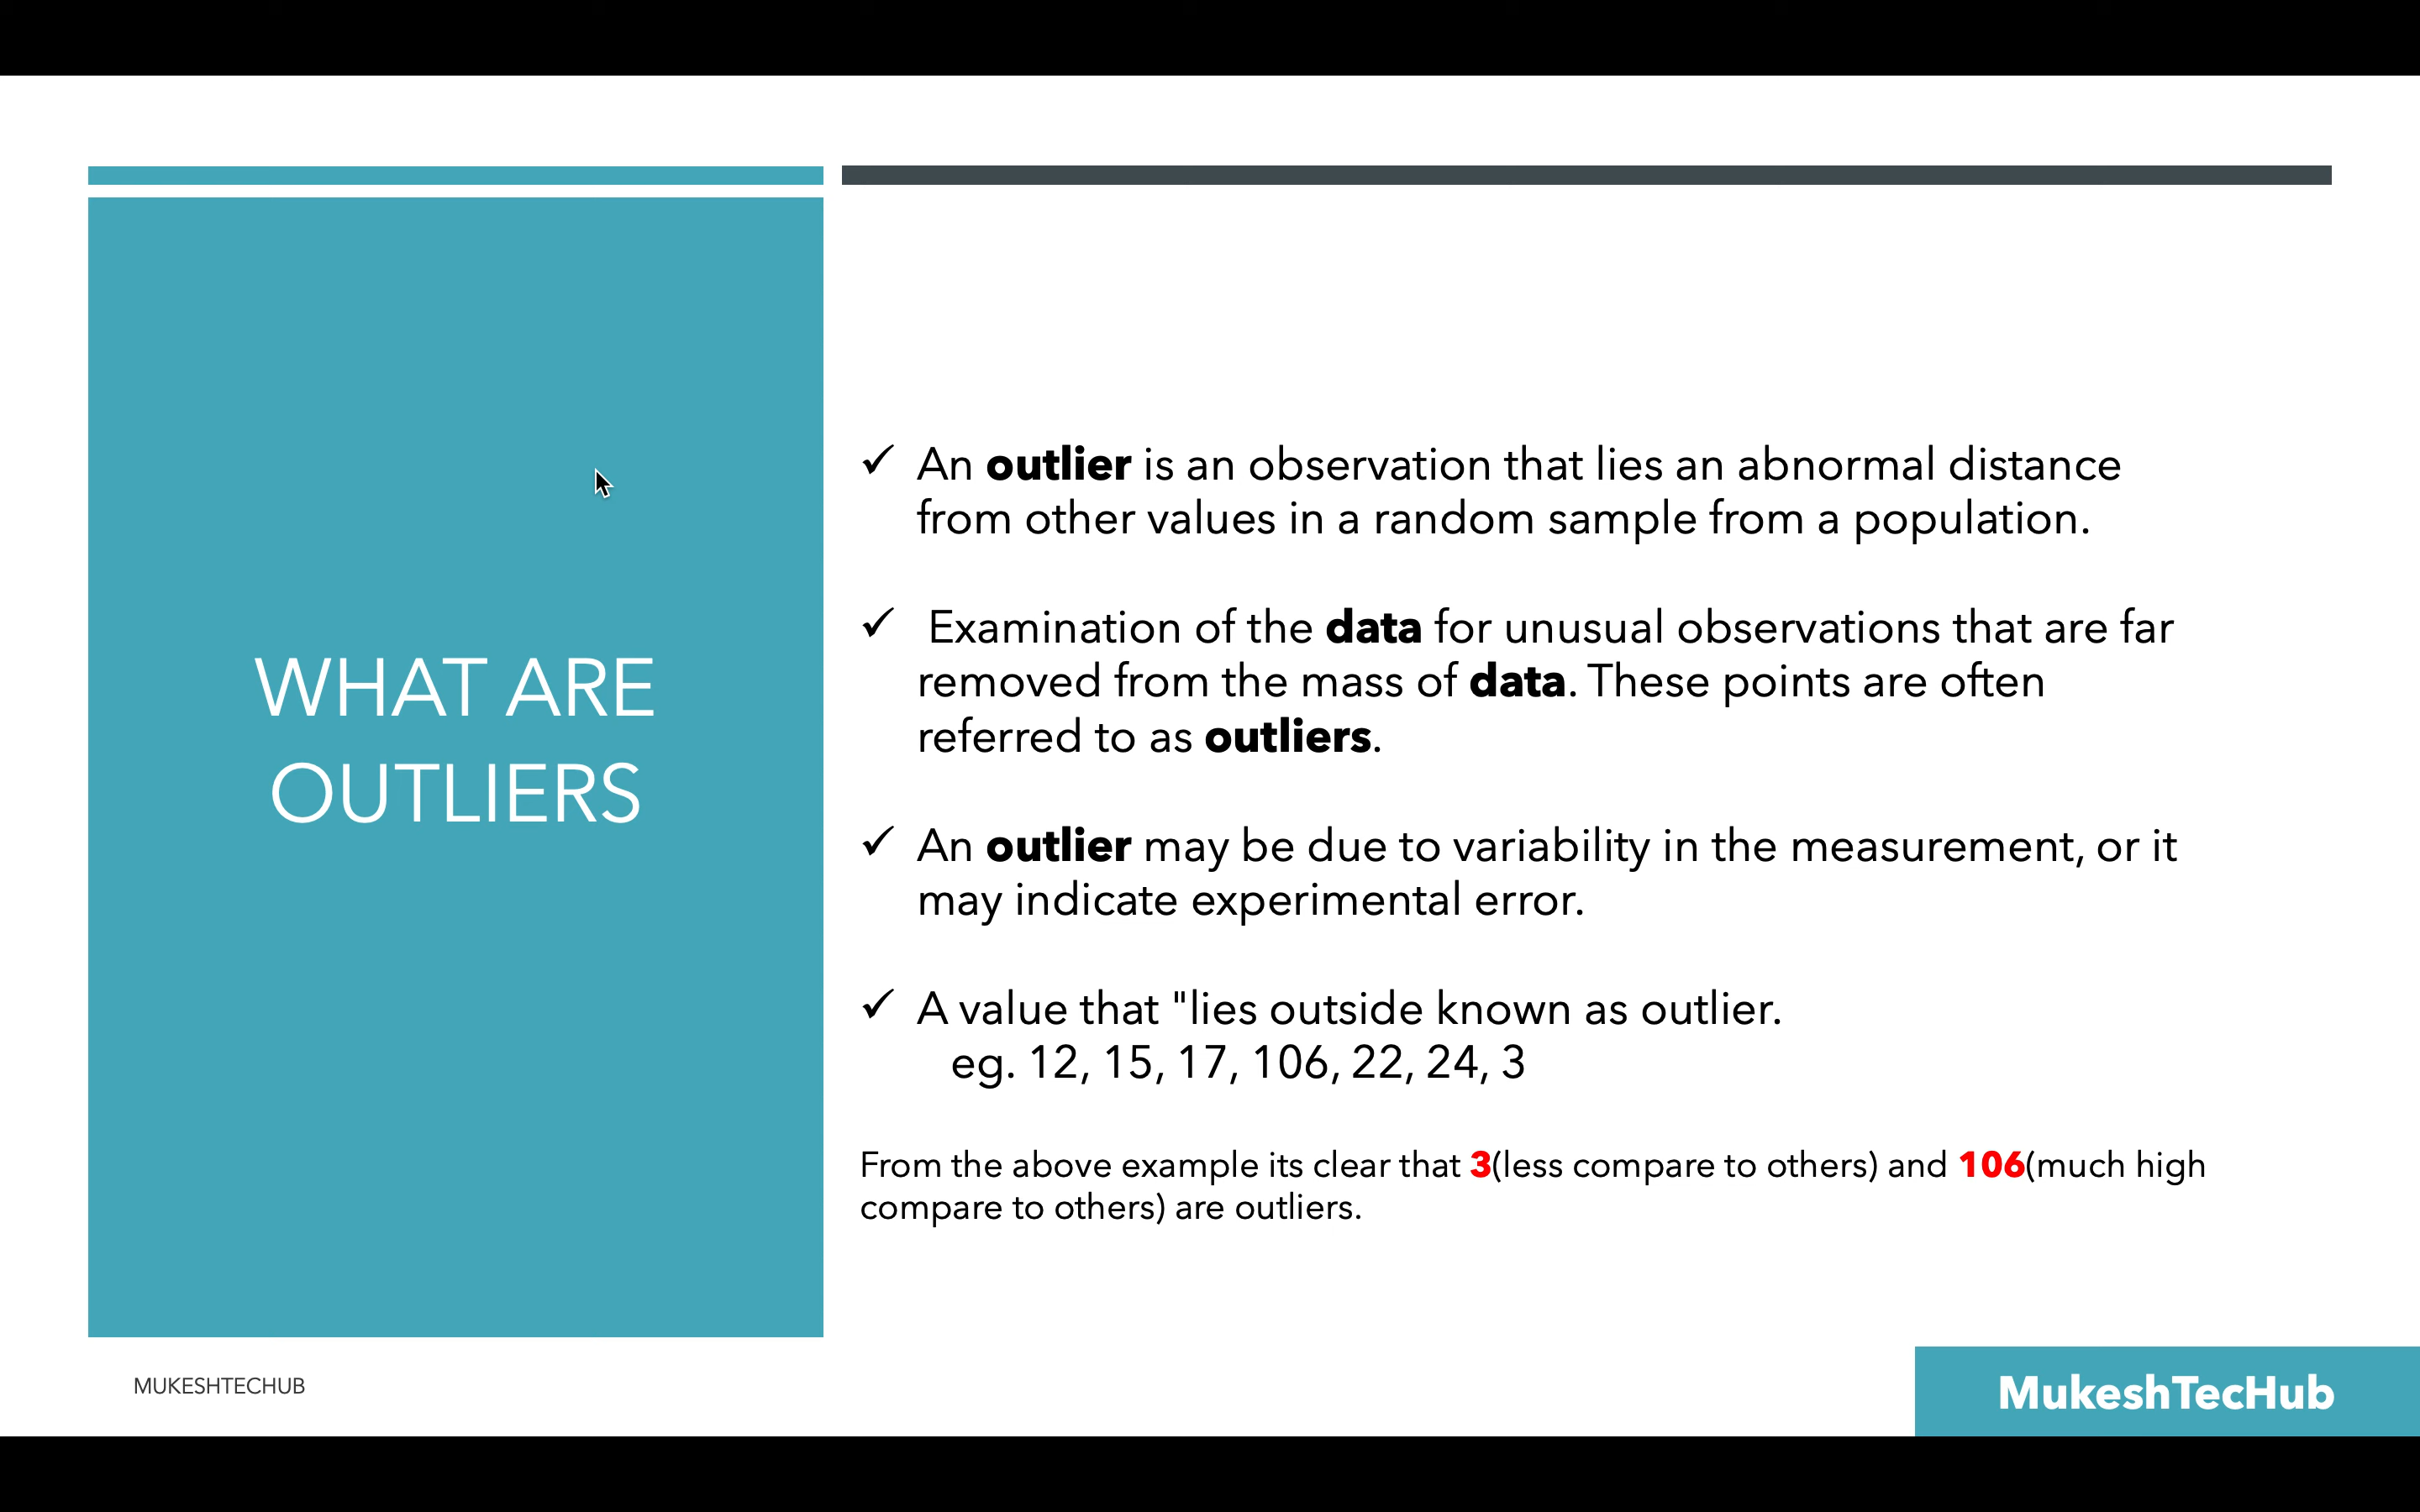 WHAT ARE
OUTLIERS
✓ An outlier is an observation that lies an abnormal distance
from other values in a random sample from a population.
✓ Examination of the data for unusual observations that are far
removed from the mass of data. These points are often
referred to as outliers.
✓ An outlier may be due to variability in the measurement, or it
may indicate experimental error.
✓ A value that "lies outside known as outlier.
eg. 12, 15, 17, 106, 22, 24, 3
From the above example its clear that 3(less compare to others) and 106(much high
compare to others) are outliers.
MUKESHTECHUB
MukeshTecHub